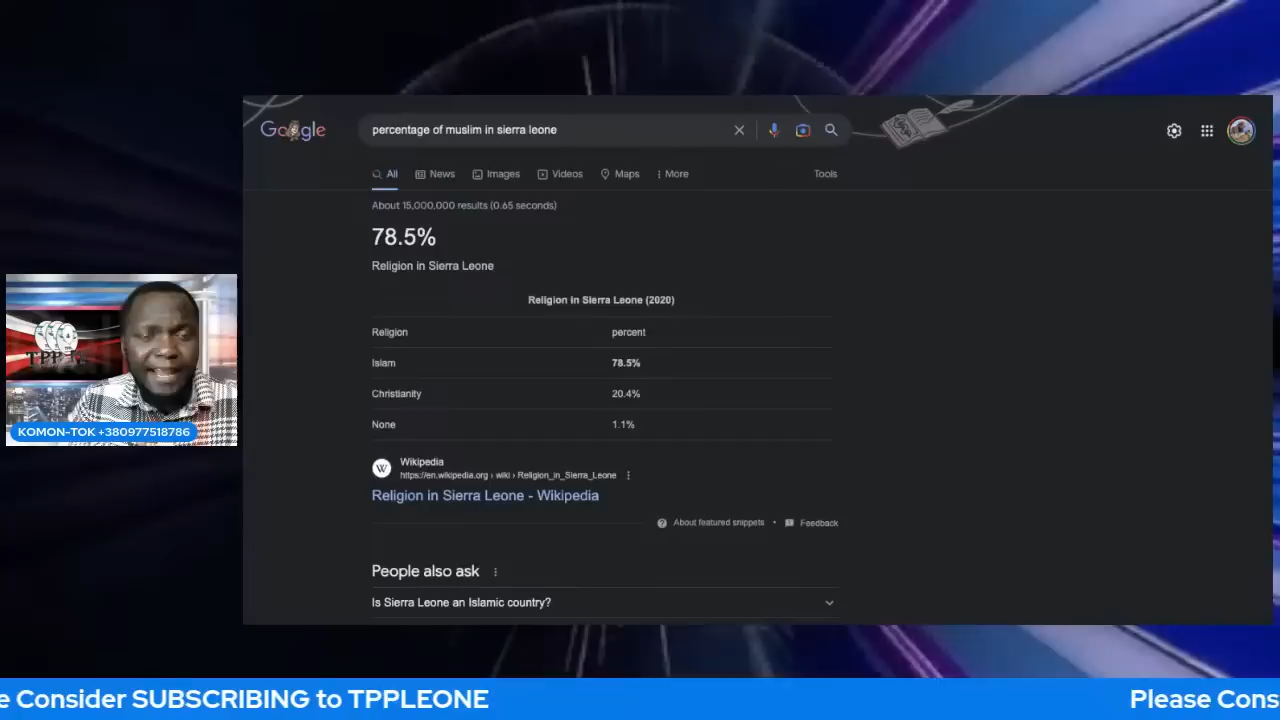 Google
percentage of muslim in sierra leone
All News Images Videos Maps More Tools
About 15,000,000 results (0.65 seconds)
78.5%
Religion in Sierra Leone
Religion in Sierra Leone (2020)
Religion percent
Islam 78.5%
Christianity 20.4%
None 1.1%
Wikipedia
https://en.wikipedia.org › wiki › Religion_in_Sierra_Leone
Religion in Sierra Leone - Wikipedia
About featured snippets • Feedback
People also ask
Is Sierra Leone an Islamic country?
KOMON-TOK +380977518786
e Consider SUBSCRIBING to TPPLEONE
Please Cons